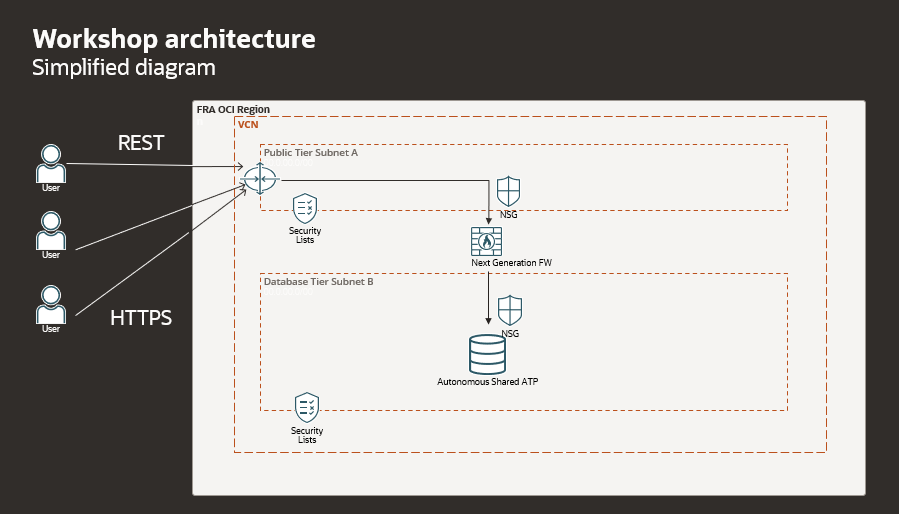 Workshop architecture
Simplified diagram
FRA OCI Region
VCN
REST
Public Tier Subnet A
User
Security
Lists
NSG
User
Next Generation FW
Database Tier Subnet B
HTTPS
User
NSG
Autonomous Shared ATP
Security
Lists